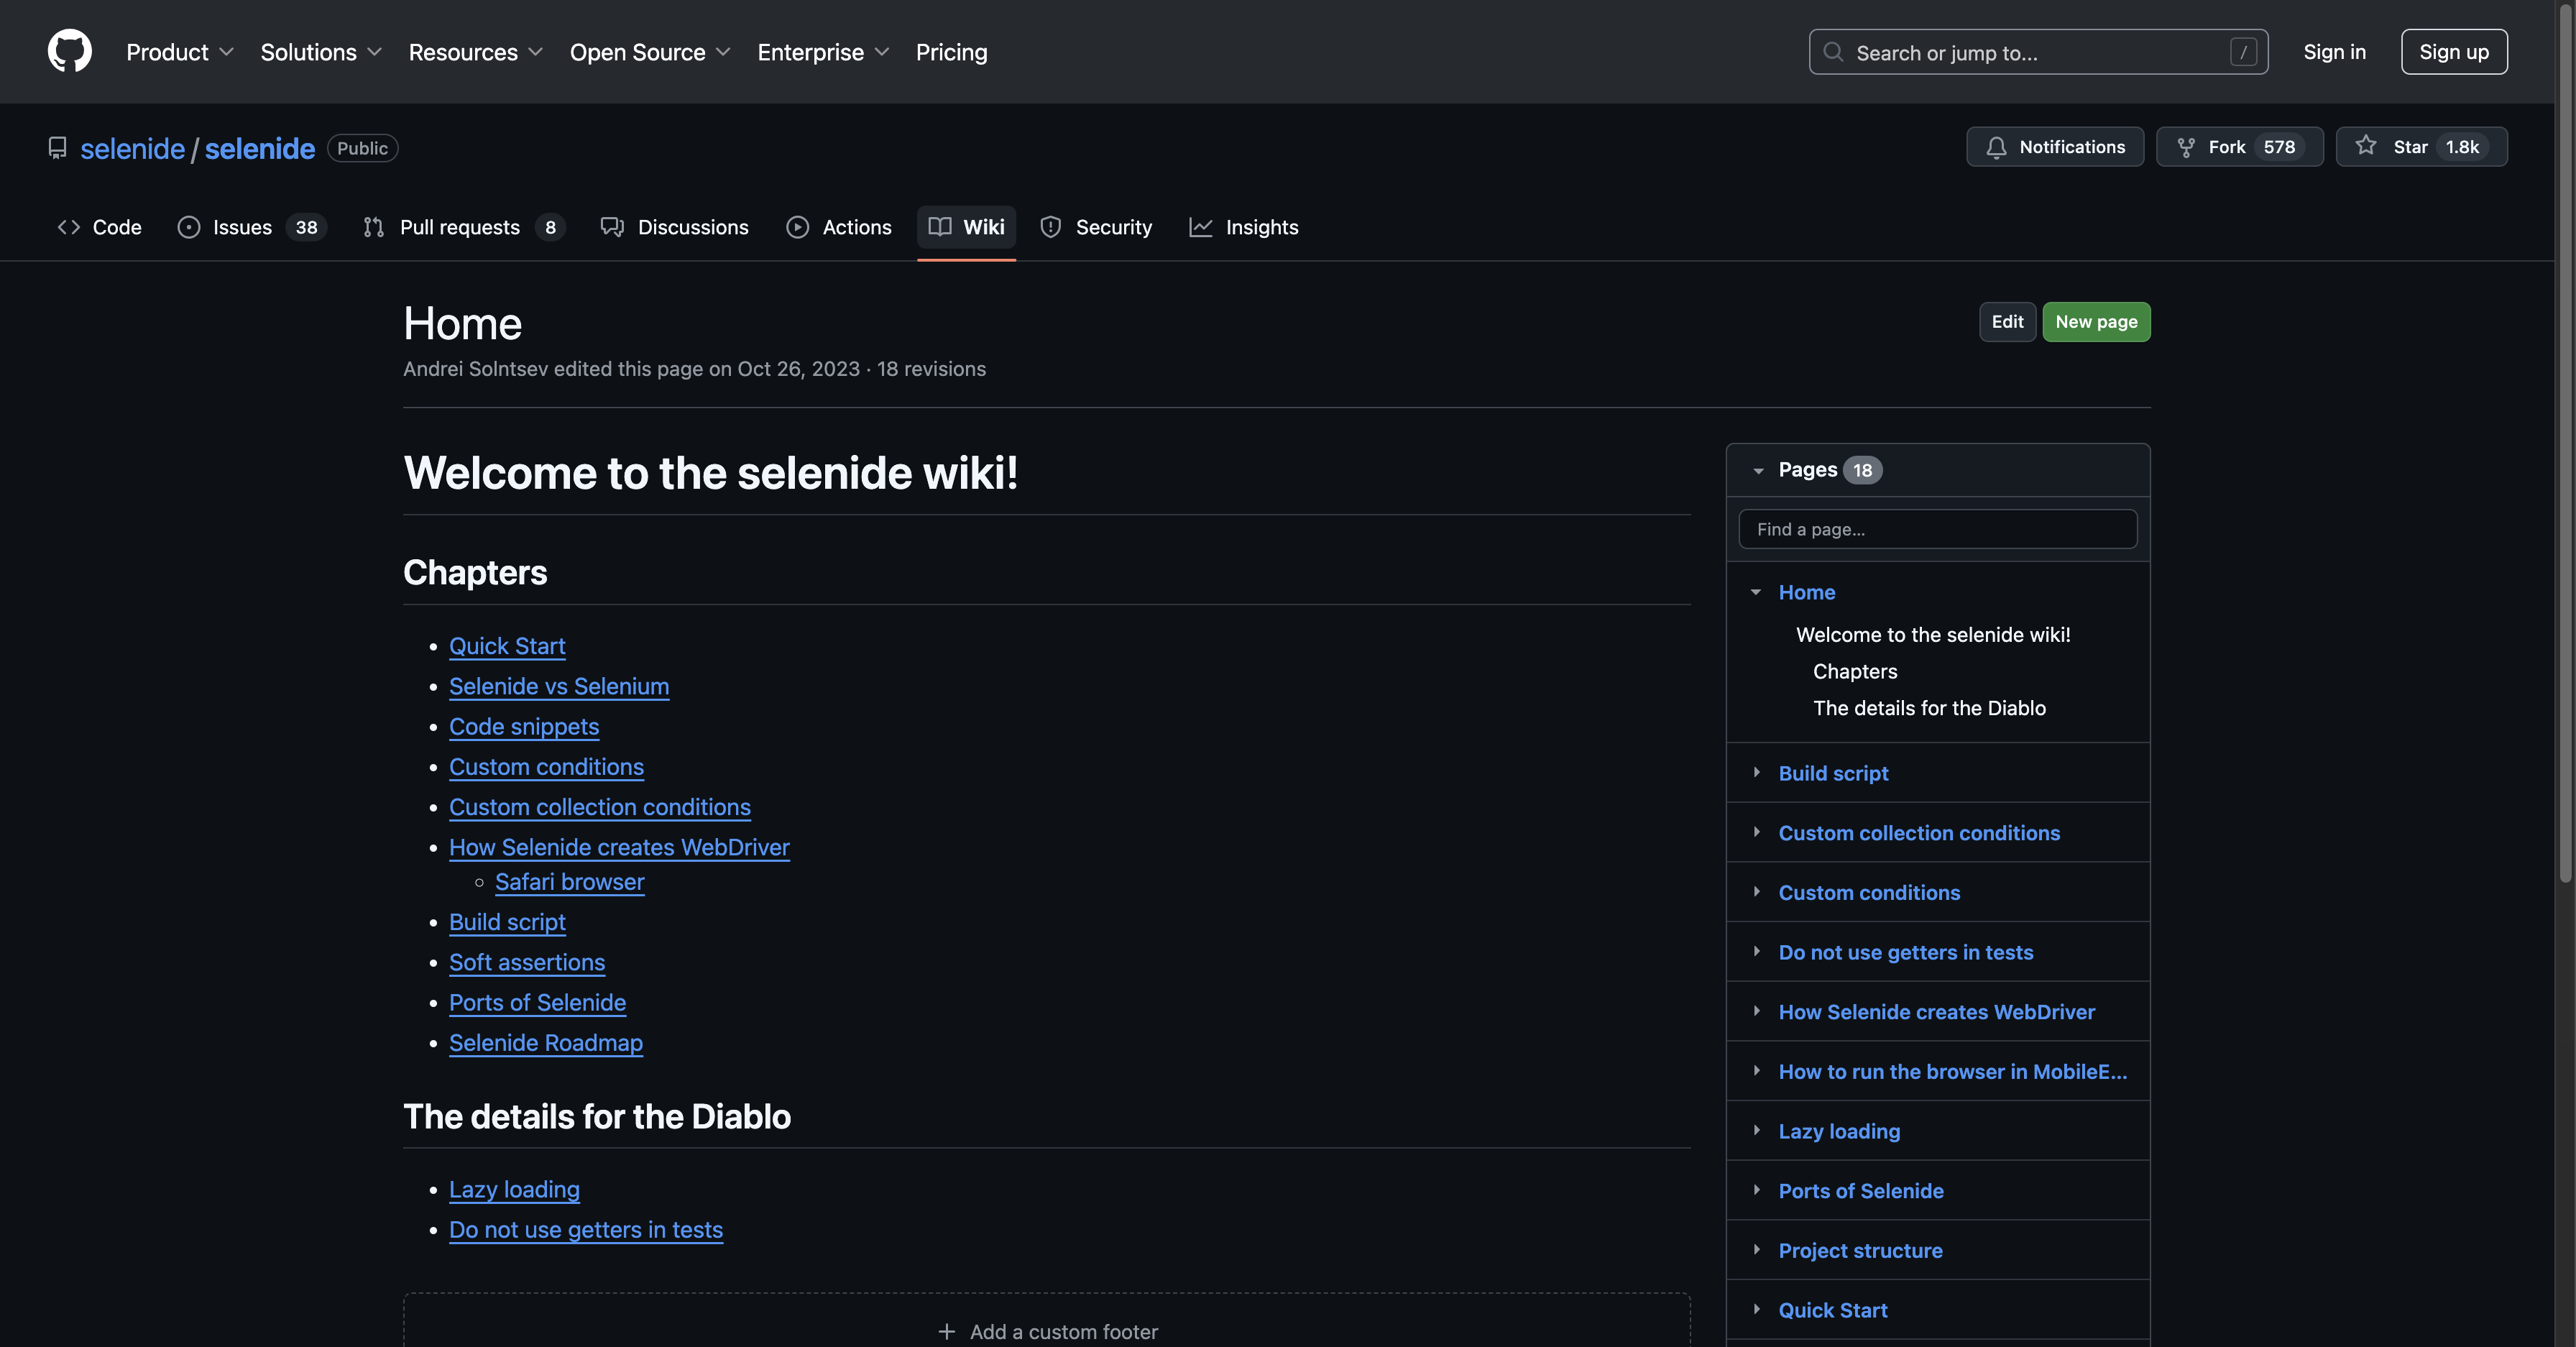 Product
Solutions
Resources
Open Source
Enterprise
Pricing
Search or jump to...
/
Sign in
Sign up
selenide / selenide
Public
Notifications
Fork 578
Star 1.8k
Code
Issues 38
Pull requests 8
Discussions
Actions
Wiki
Security
Insights
Home
Edit
New page
Andrei Solntsev edited this page on Oct 26, 2023 · 18 revisions
Welcome to the selenide wiki!
Chapters
Quick Start
Selenide vs Selenium
Code snippets
Custom conditions
Custom collection conditions
How Selenide creates WebDriver
Safari browser
Build script
Soft assertions
Ports of Selenide
Selenide Roadmap
The details for the Diablo
Lazy loading
Do not use getters in tests
Add a custom footer
Pages 18
Find a page...
Home
Welcome to the selenide wiki!
Chapters
The details for the Diablo
Build script
Custom collection conditions
Custom conditions
Do not use getters in tests
How Selenide creates WebDriver
How to run the browser in MobileE...
Lazy loading
Ports of Selenide
Project structure
Quick Start